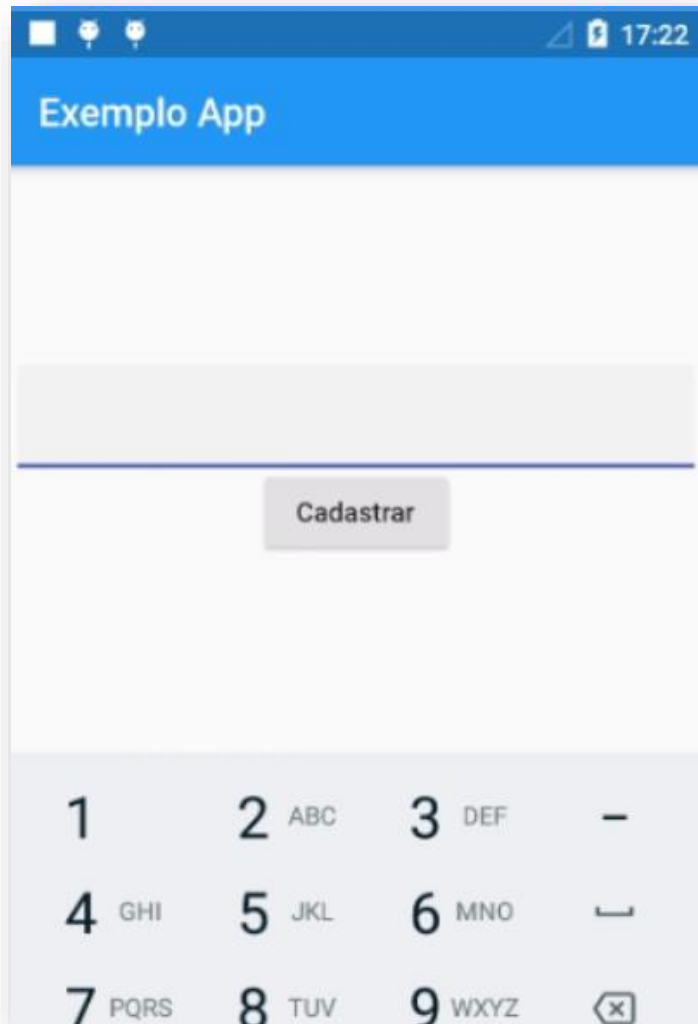 17:22
Exemplo App
Cadastrar
1 2 ABC 3 DEF -
4 GHI 5 JKL 6 MNO
7 PQRS 8 TUV 9 WXYZ